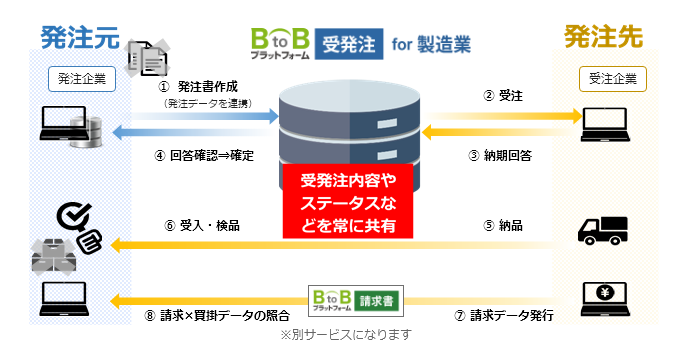 発注元
BtoB
プラットフォーム
受発注
for 製造業
発注先
発注企業
受注企業
① 発注書作成
（発注データを連携）
② 受注
④ 回答確認⇒確定
③ 納期回答
受発注内容や
ステータスな
どを常に共有
⑥ 受入・検品
⑤ 納品
¥
BtoB
プラットフォーム
請求書
⑧ 請求×買掛データの照合
⑦ 請求データ発行
※別サービスになります